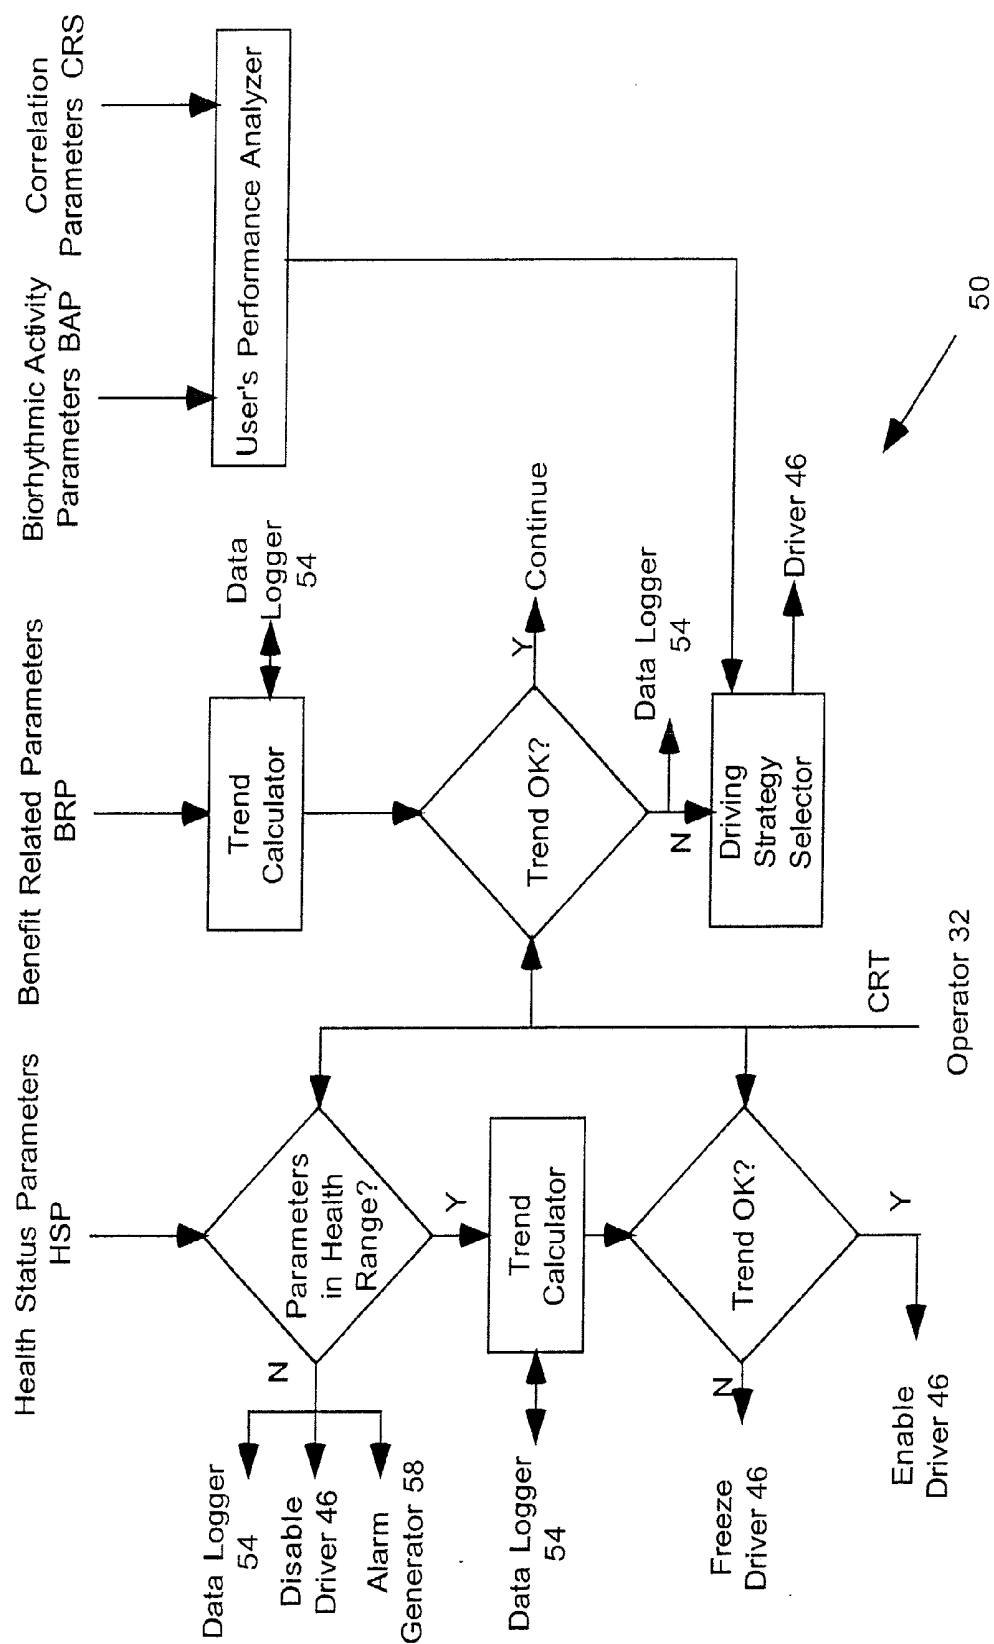 Health Status Parameters
HSP
Benefit Related Parameters
BRP
Biorhythmic Activity
Parameters BAP
Correlation
Parameters CRS
Parameters
in Health
Range?
N
Y
Data Logger
54
Disable
Driver 46
Alarm
Generator 58
Trend
Calculator
Data Logger
54
Trend OK?
N
Y
Freeze
Driver 46
Enable
Driver 46
CRT
Operator 32
Trend
Calculator
Data
Logger
54
Trend OK?
Y
Continue
N
Data Logger
54
Driving
Strategy
Selector
Driver 46
User's Performance Analyzer
50